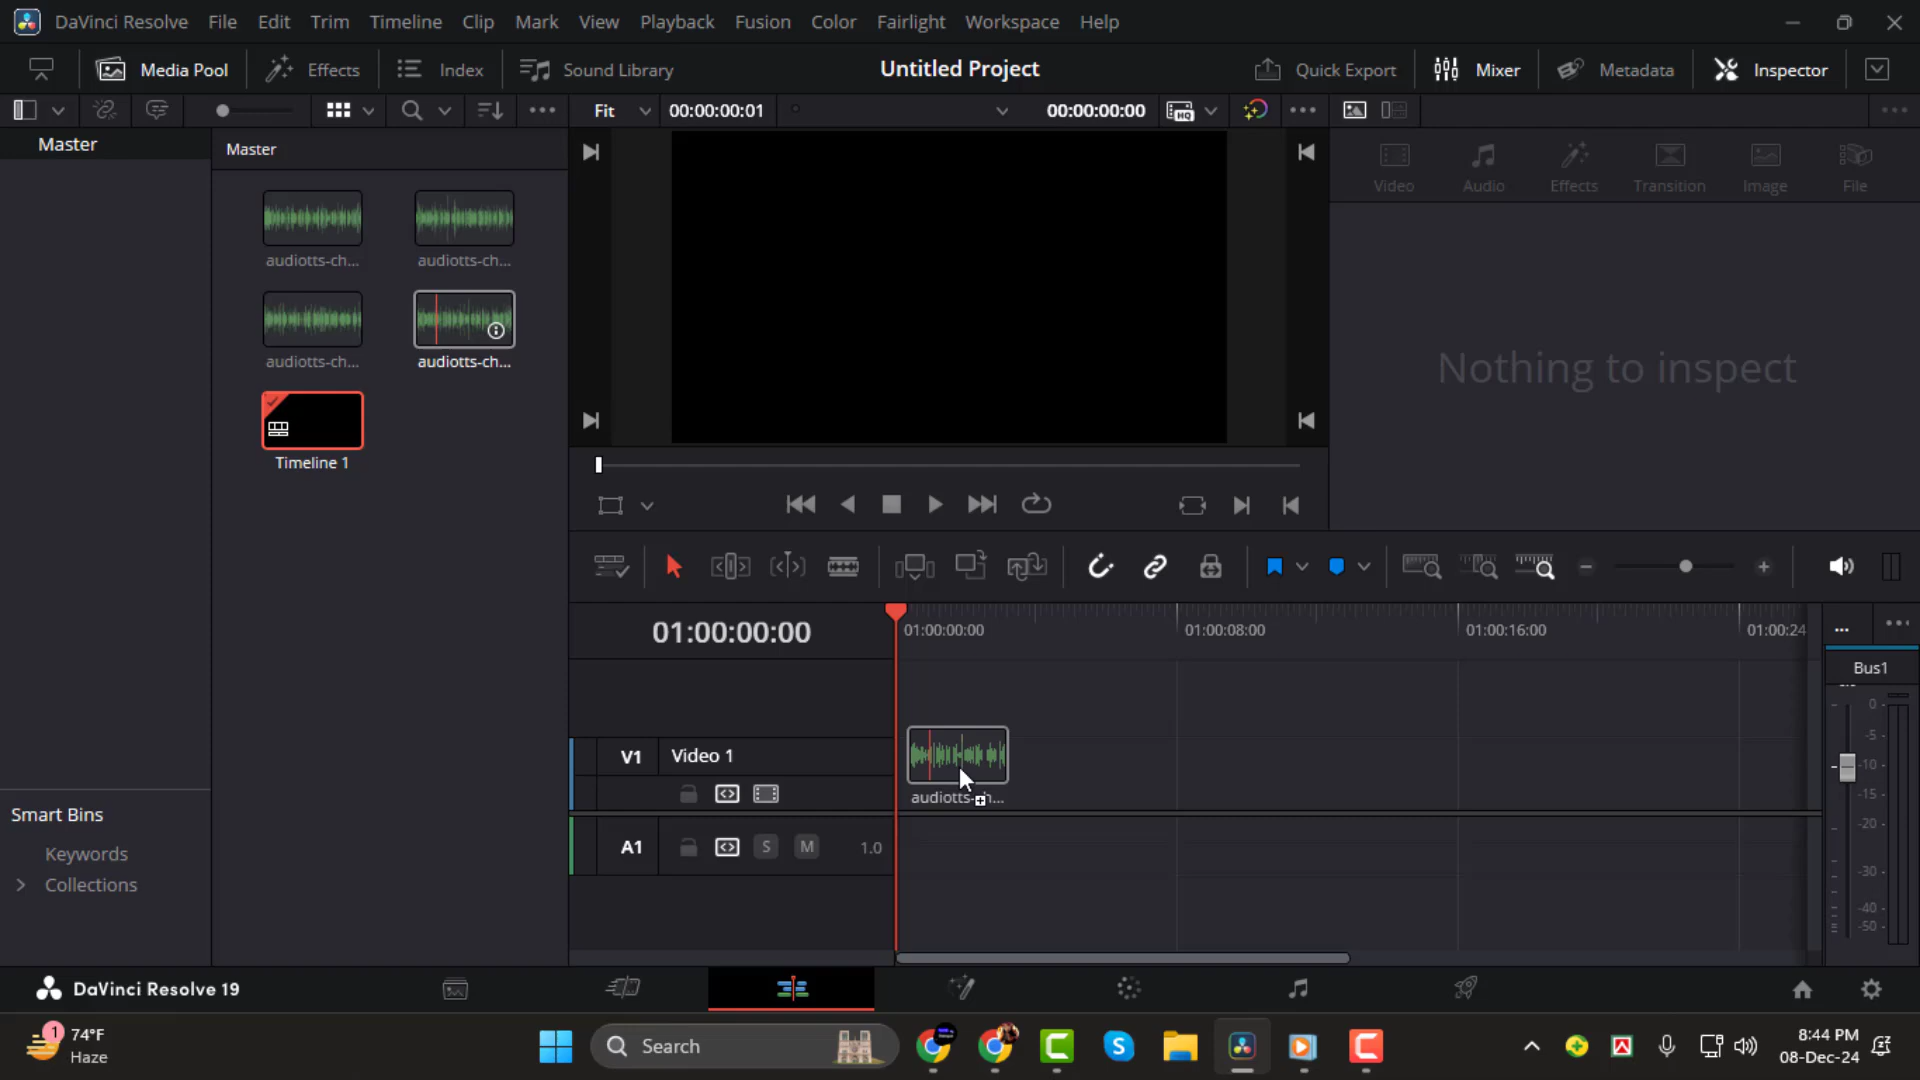 DaVinci Resolve File Edit Trim Timeline Clip Mark View Playback Fusion Color Fairlight Workspace Help
Media Pool Effects Index Sound Library Untitled Project Quick Export Mixer Metadata Inspector
Fit 00:00:00:01 00:00:00:00 HQ
Master Master
Video Audio Effects Transition Image File
audiotts-ch... audiotts-ch...
audiotts-ch... audiotts-ch...
Nothing to inspect
Timeline 1
01:00:00:00 01:00:00:00 01:00:08:00 01:00:16:00 01:00:24
Bus1
0
-5
-10
-15
-20
-30
-40
-50
V1 Video 1
Smart Bins
Keywords
Collections
A1 S M 1.0
DaVinci Resolve 19
1 74°F
Haze
Search
8:44 PM
08-Dec-24